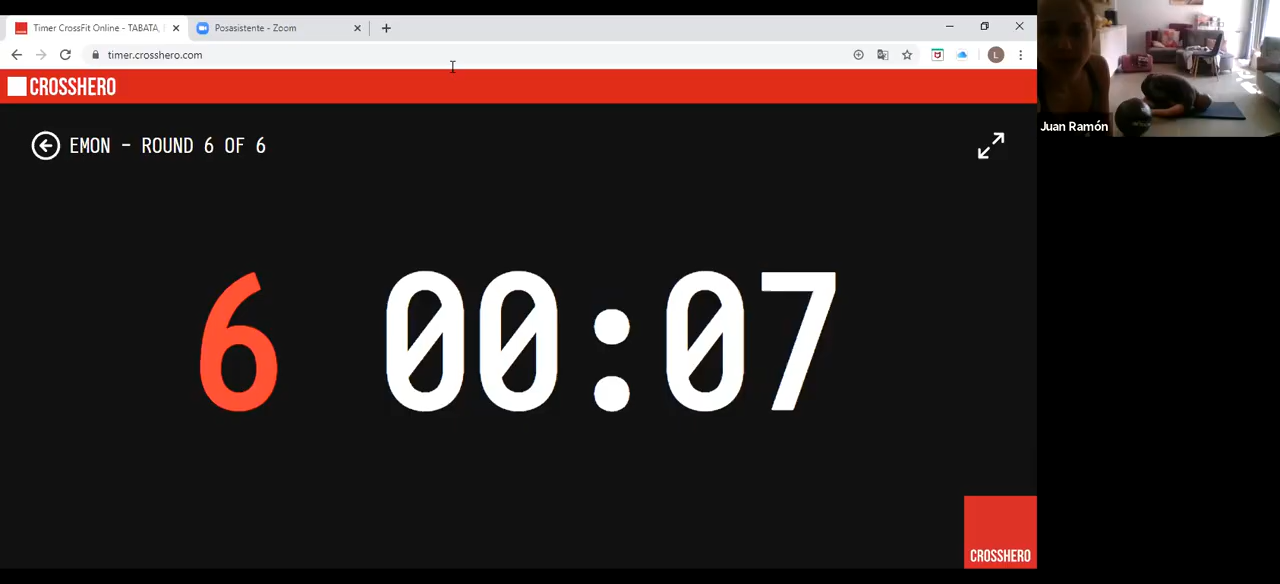 Timer CrossFit Online - TABATA,
Posasistente - Zoom
timer.crosshero.com
L
CROSSHERO
EMON - ROUND 6 OF 6
6 00:07
CROSSHERO
Juan Ramón